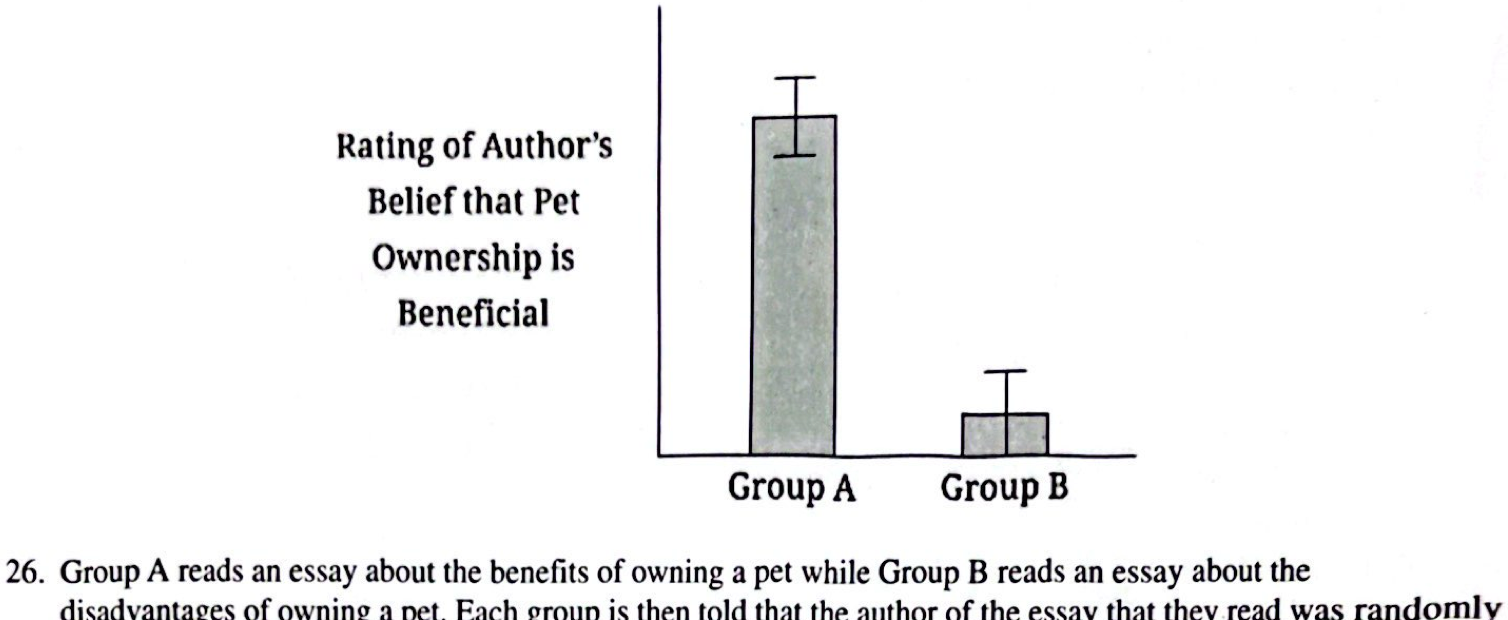 Rating of Author's
Belief that Pet
Ownership is
Beneficial
Group A Group B
26. Group A reads an essay about the benefits of owning a pet while Group B reads an essay about the
disadvantages of owning a pet. Each group is then told that the author of the essay that they read was randomly